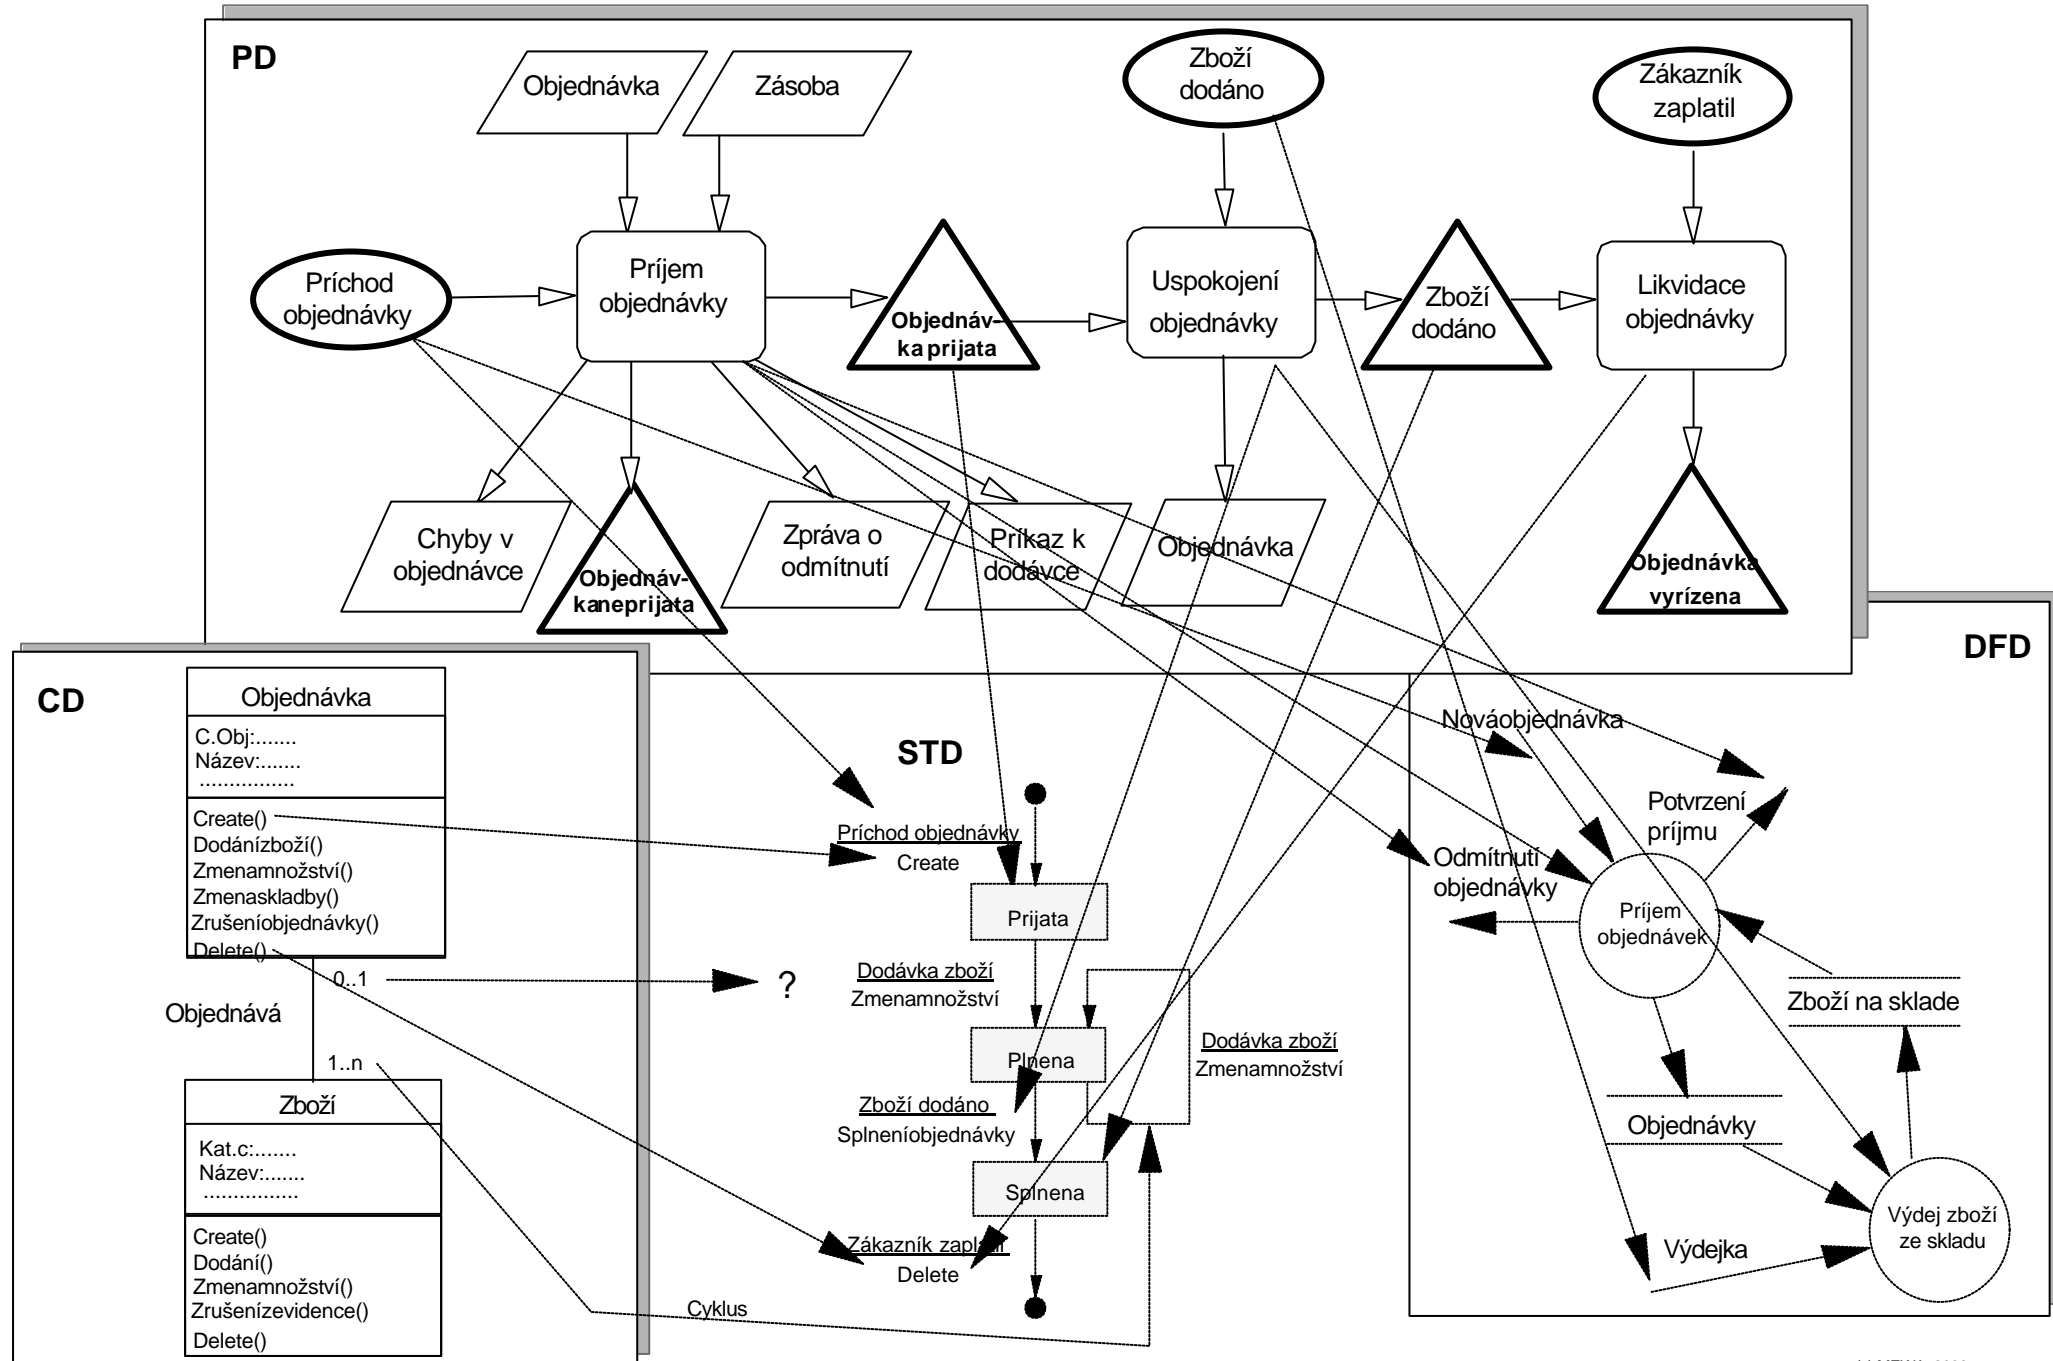 PD
Objednávka
Zásoba
Zboží
dodáno
Zákazník
zaplatil
Príchod
objednávky
Príjem
objednávky
Objednáv-
ka prijata
Uspokojení
objednávky
Zboží
dodáno
Likvidace
objednávky
Chyby v
objednávce
Objednáv-
kaneprijata
Zpráva o
odmítnutí
Príkaz k
dodávce
Objednávka
Objednávka
vyrízena
CD
Objednávka
C.Obj:.......
Název:.......
................
Create()
Dodánízboží()
Zmenamnožství()
Zmenaskladby()
Zrušeníobjednávky()
Delete()
0..1
Objednává
1..n
Zboží
Kat.c:.......
Název:.......
................
Create()
Dodání()
Zmenamnožství()
Zrušenízevidence()
Delete()
?
Cyklus
STD
Príchod objednávky
Create
Prijata
Dodávka zboží
Zmenamnožství
Plnena
Dodávka zboží
Zmenamnožství
Zboží dodáno
Splneníobjednávky
Splnena
Zákazník zaplatil
Delete
DFD
Nováobjednávka
Potvrzení
príjmu
Odmítnutí
objednávky
Príjem
objednávek
Zboží na sklade
Objednávky
Výdejka
Výdej zboží
ze skladu